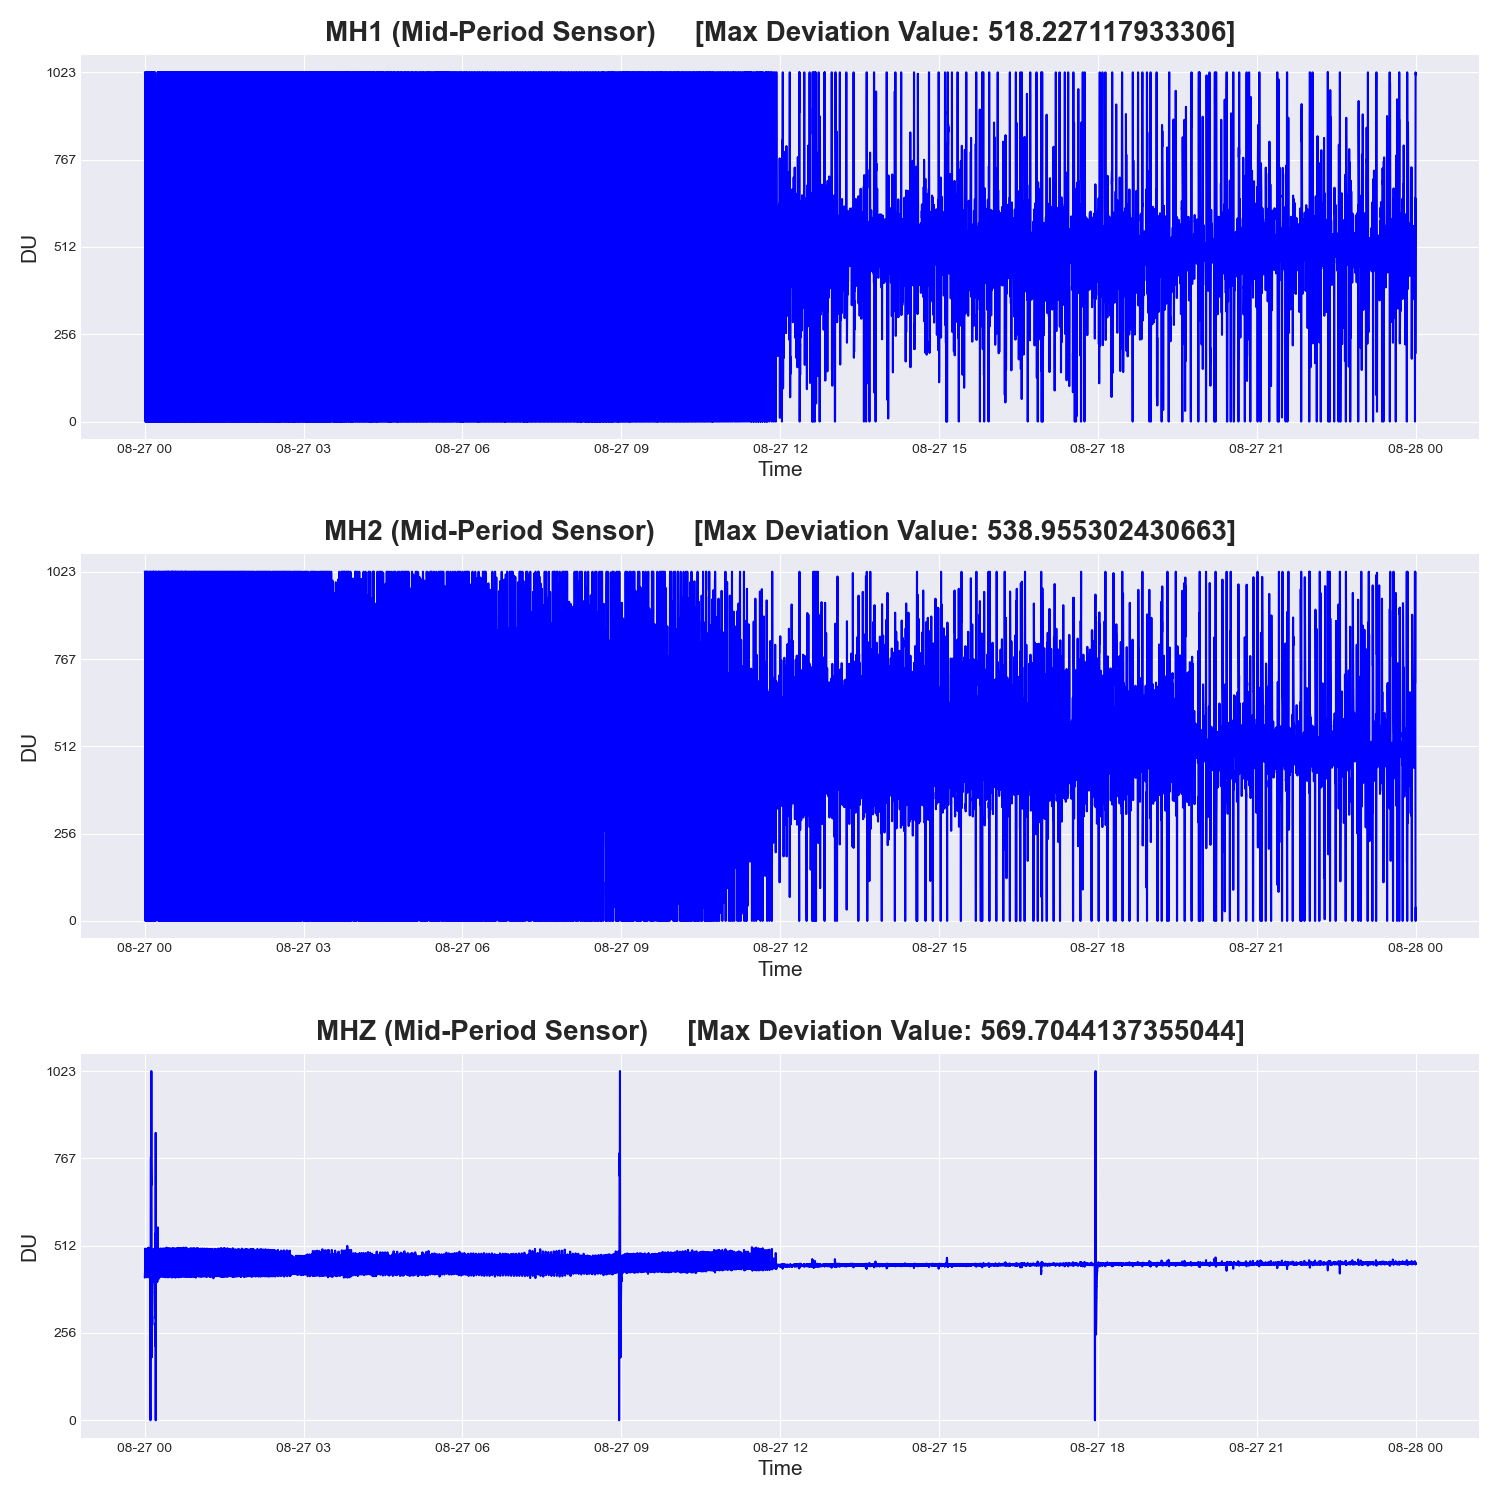 MH1 (Mid-Period Sensor) [Max Deviation Value: 518.227117933306]
1023
767
512
256
0
DU
08-27 00 08-27 03 08-27 06 08-27 09 08-27 12 08-27 15 08-27 18 08-27 21 08-28 00
Time
MH2 (Mid-Period Sensor) [Max Deviation Value: 538.955302430663]
1023
767
512
256
0
DU
08-27 00 08-27 03 08-27 06 08-27 09 08-27 12 08-27 15 08-27 18 08-27 21 08-28 00
Time
MHZ (Mid-Period Sensor) [Max Deviation Value: 569.7044137355044]
1023
767
512
256
0
DU
08-27 00 08-27 03 08-27 06 08-27 09 08-27 12 08-27 15 08-27 18 08-27 21 08-28 00
Time